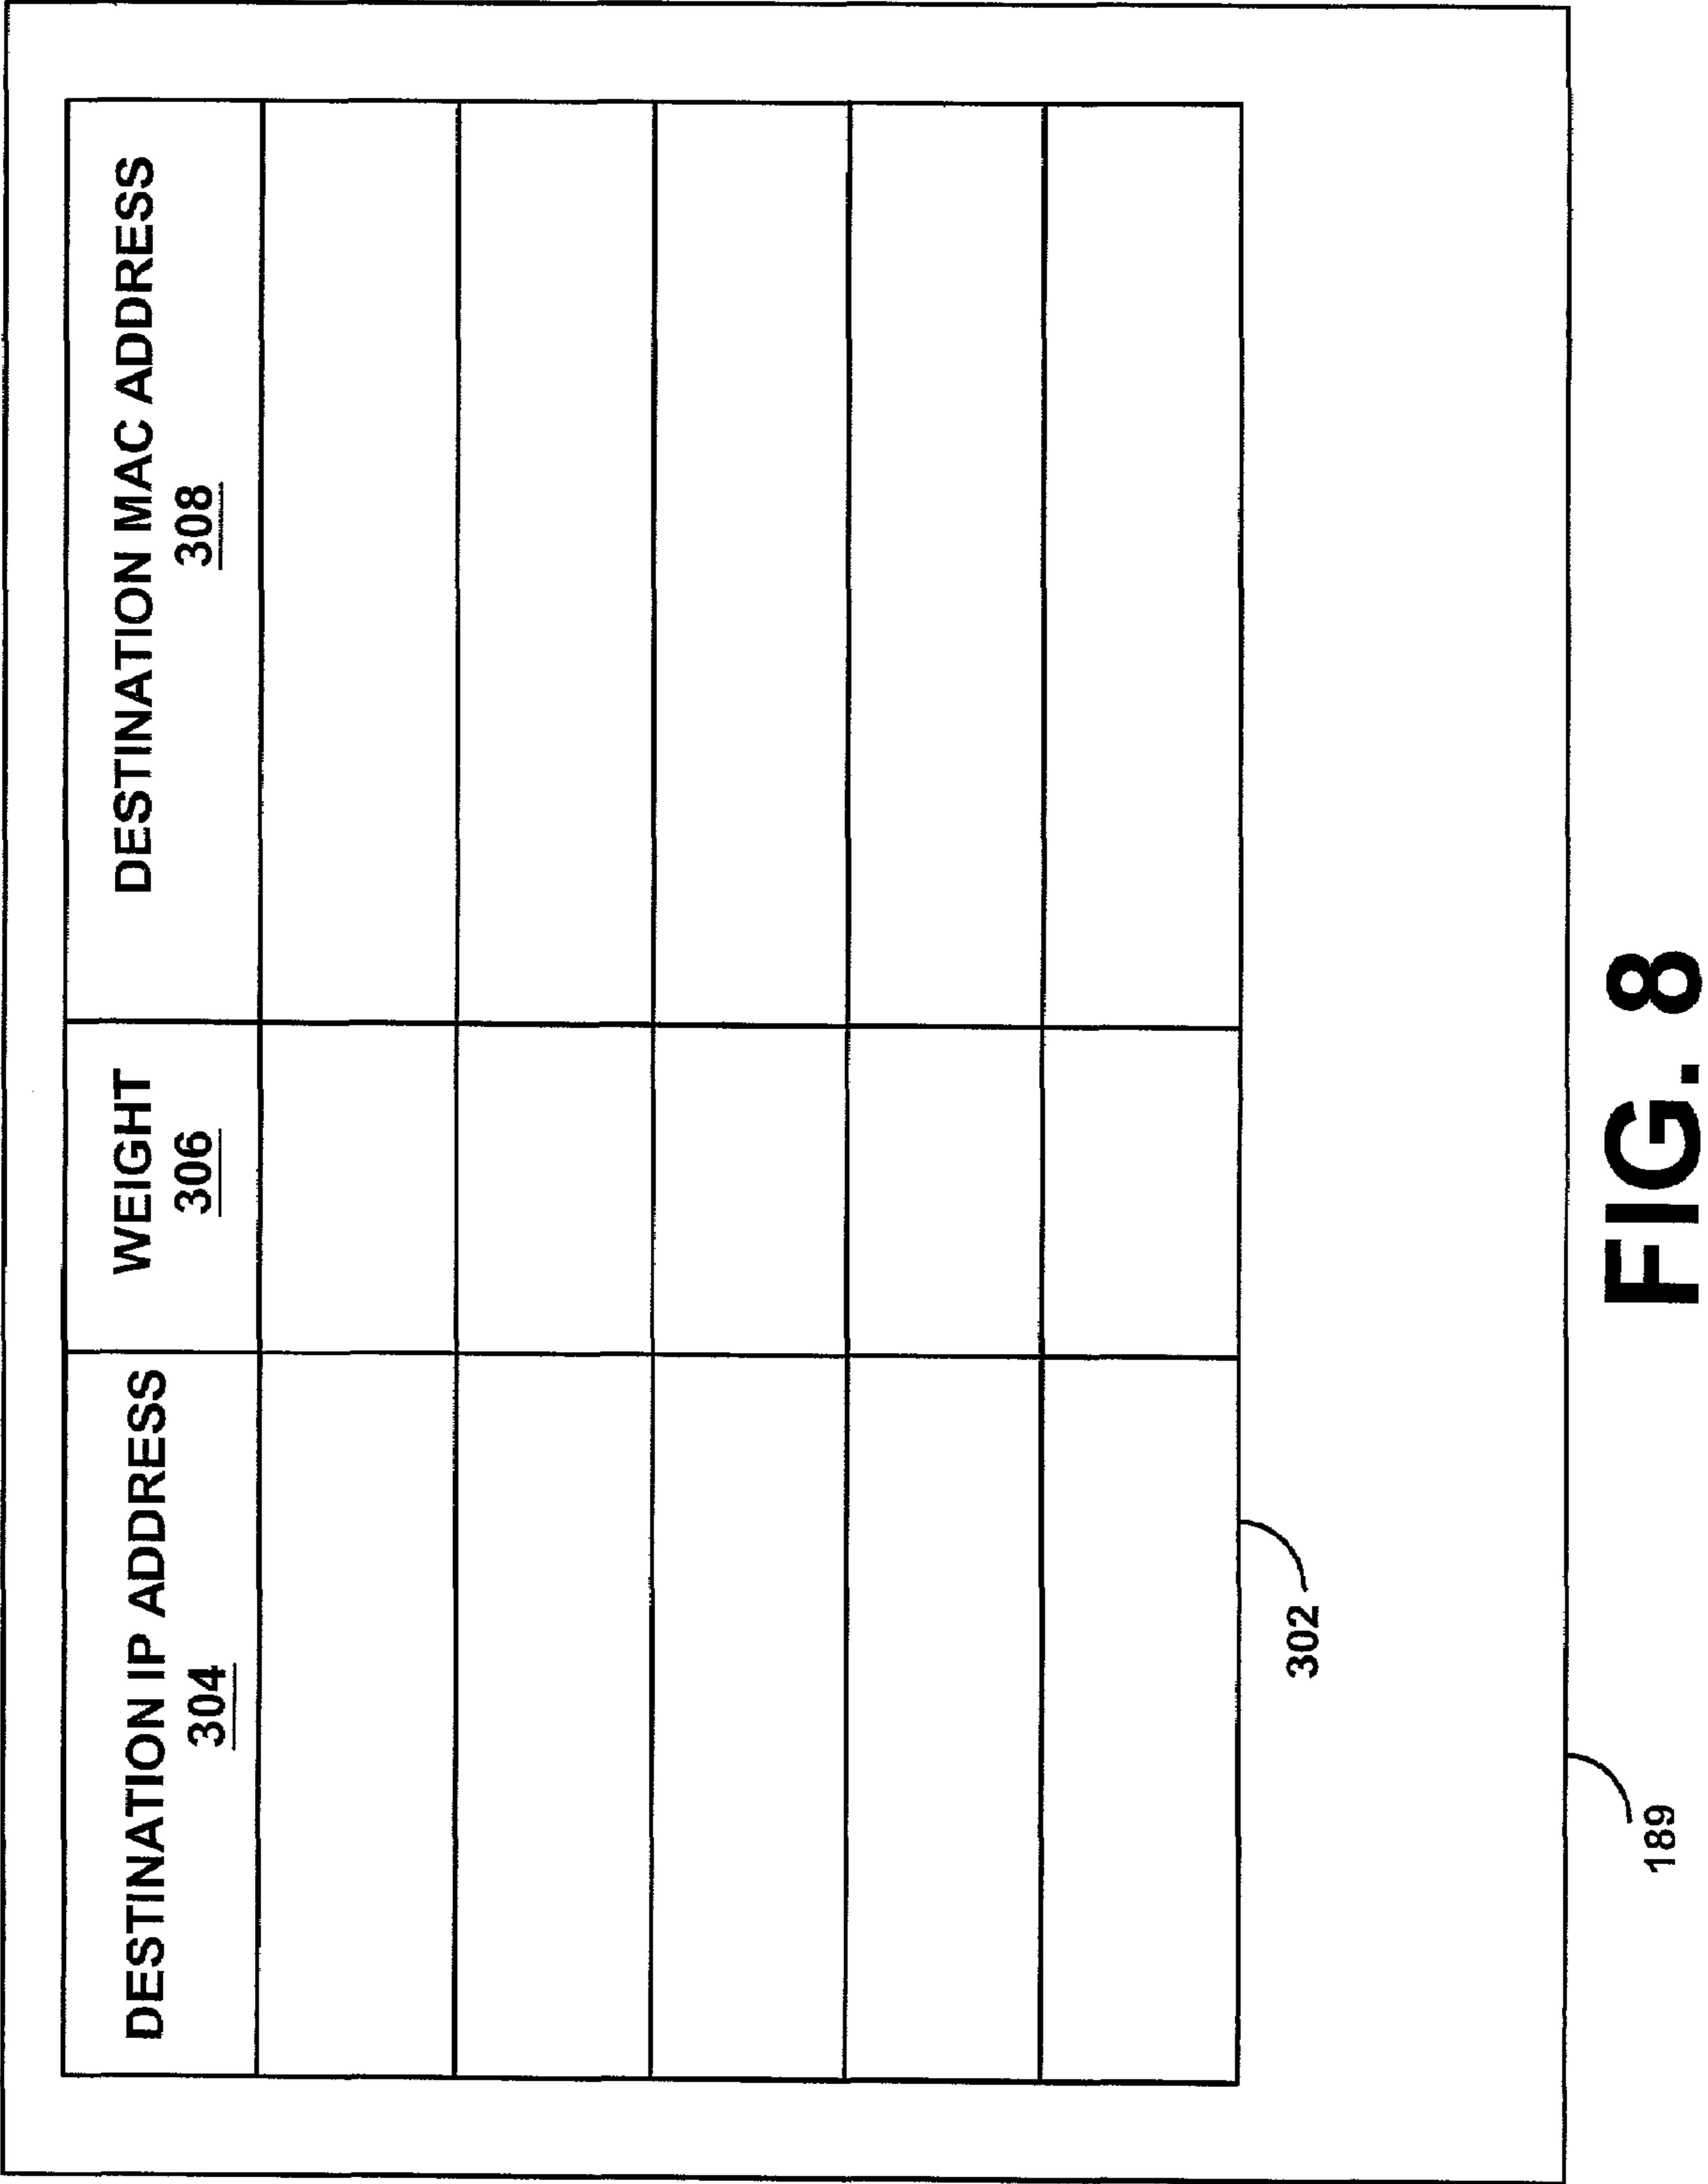 DESTINATION IP ADDRESS
304
WEIGHT
306
DESTINATION MAC ADDRESS
308
302
189
FIG. 8